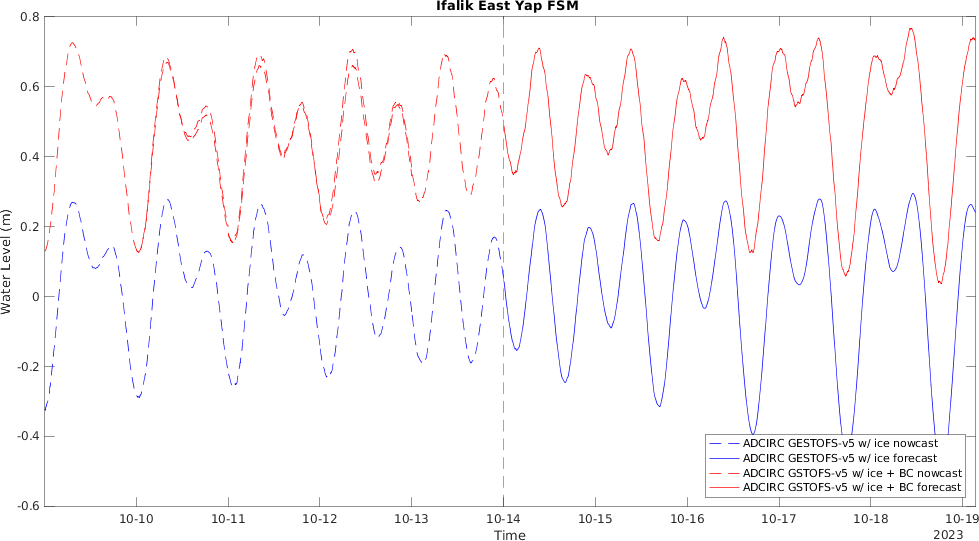 Ifalik East Yap FSM
0.8
0.6
0.4
0.2
0
-0.2
-0.4
-0.6
Water Level (m)
ADCIRC GESTOFS-v5 w/ ice nowcast
ADCIRC GESTOFS-v5 w/ ice forecast
ADCIRC GSTOFS-v5 w/ ice + BC nowcast
ADCIRC GSTOFS-v5 w/ ice + BC forecast
10-10 10-11 10-12 10-13 10-14 10-15 10-16 10-17 10-18 10-19
Time
2023